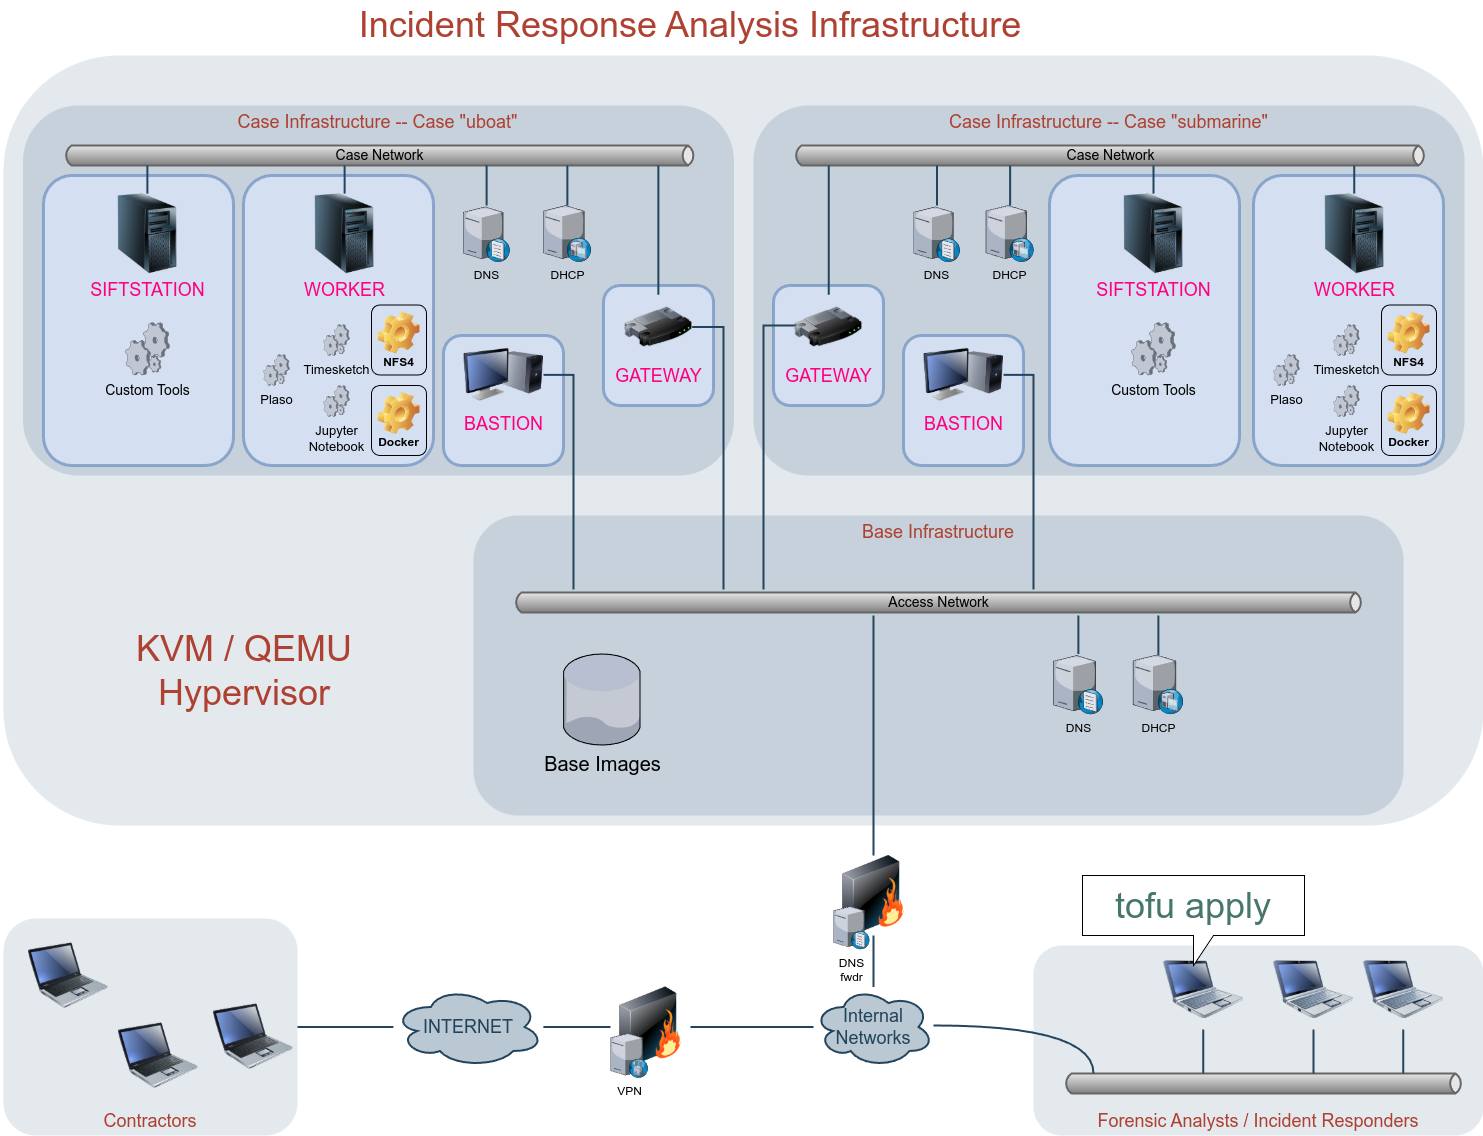 Incident Response Analysis Infrastructure
Case Infrastructure -- Case "uboat"
Case Network
SIFTSTATION
Custom Tools
WORKER
Timesketch
Plaso
Jupyter
Notebook
NFS4
Docker
DNS
DHCP
BASTION
GATEWAY
Case Infrastructure -- Case "submarine"
Case Network
GATEWAY
DNS
DHCP
BASTION
SIFTSTATION
Custom Tools
WORKER
Timesketch
Plaso
Jupyter
Notebook
NFS4
Docker
Base Infrastructure
Access Network
KVM / QEMU
Hypervisor
Base Images
DNS
DHCP
DNS
fwdr
tofu apply
INTERNET
VPN
Internal
Networks
Contractors
Forensic Analysts / Incident Responders